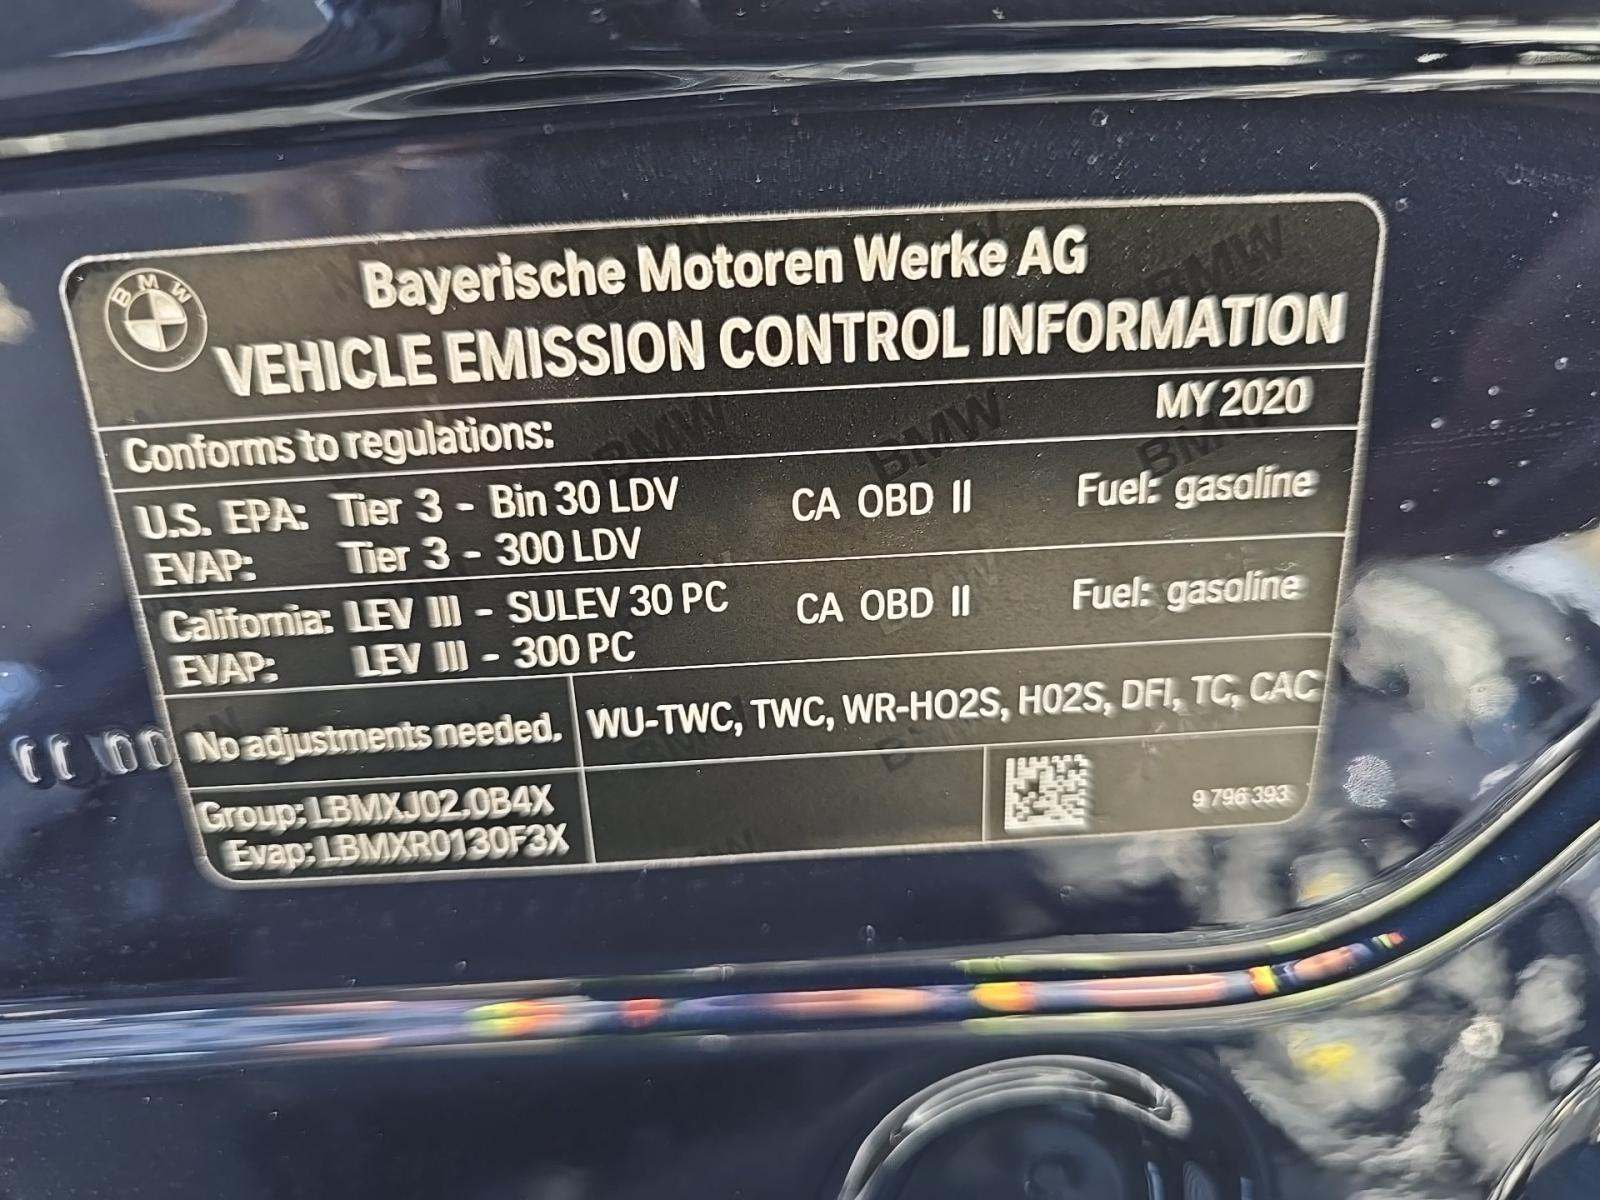 BMW
Bayerische Motoren Werke AG
VEHICLE EMISSION CONTROL INFORMATION
Conforms to regulations: MY 2020
U.S. EPA: Tier 3 - Bin 30 LDV CA OBD II Fuel: gasoline
EVAP: Tier 3 - 300 LDV
California: LEV III - SULEV 30 PC CA OBD II Fuel: gasoline
EVAP: LEV III - 300 PC
No adjustments needed. WU-TWC, TWC, WR-HO2S, HO2S, DFI, TC, CAC
Group: LBMXJ02.0B4X
Evap: LBMXR0130F3X
9 796 393